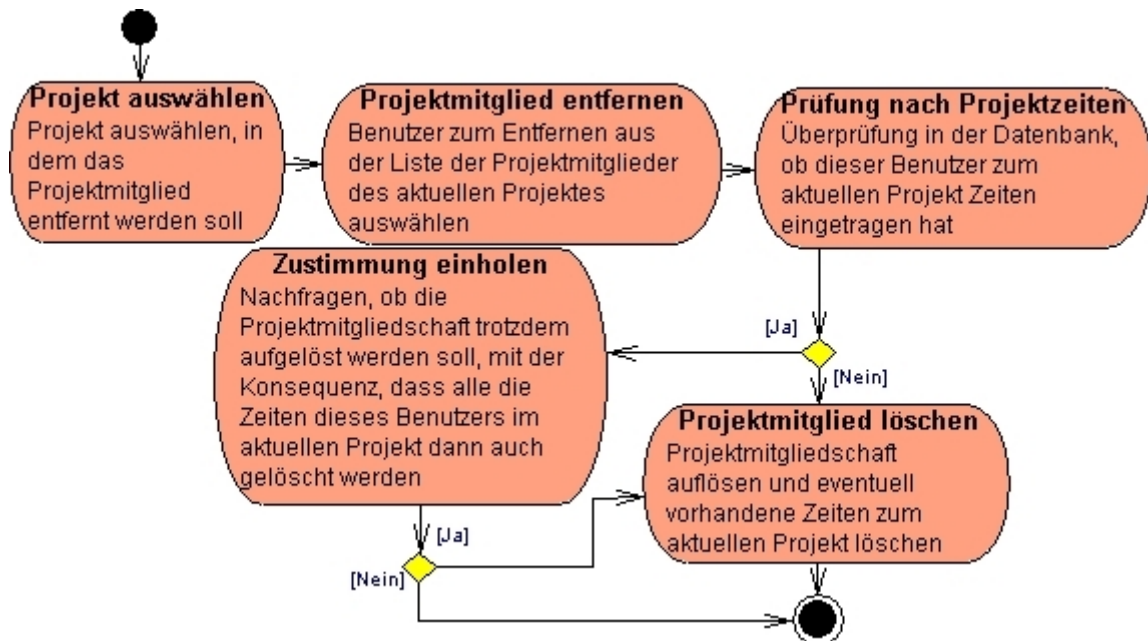 Projekt auswählen
Projekt auswählen, in
dem das
Projektmitglied
entfernt werden soll
Projektmitglied entfernen
Benutzer zum Entfernen aus
der Liste der Projektmitglieder
des aktuellen Projektes
auswählen
Prüfung nach Projektzeiten
Überprüfung in der Datenbank,
ob dieser Benutzer zum
aktuellen Projekt Zeiten
eingetragen hat
Zustimmung einholen
Nachfragen, ob die
Projektmitgliedschaft trotzdem
aufgelöst werden soll, mit der
Konsequenz, dass alle die
Zeiten dieses Benutzers im
aktuellen Projekt dann auch
gelöscht werden
[Ja]
[Nein]
Projektmitglied löschen
Projektmitgliedschaft
auflösen und eventuell
vorhandene Zeiten zum
aktuellen Projekt löschen
[Ja]
[Nein]